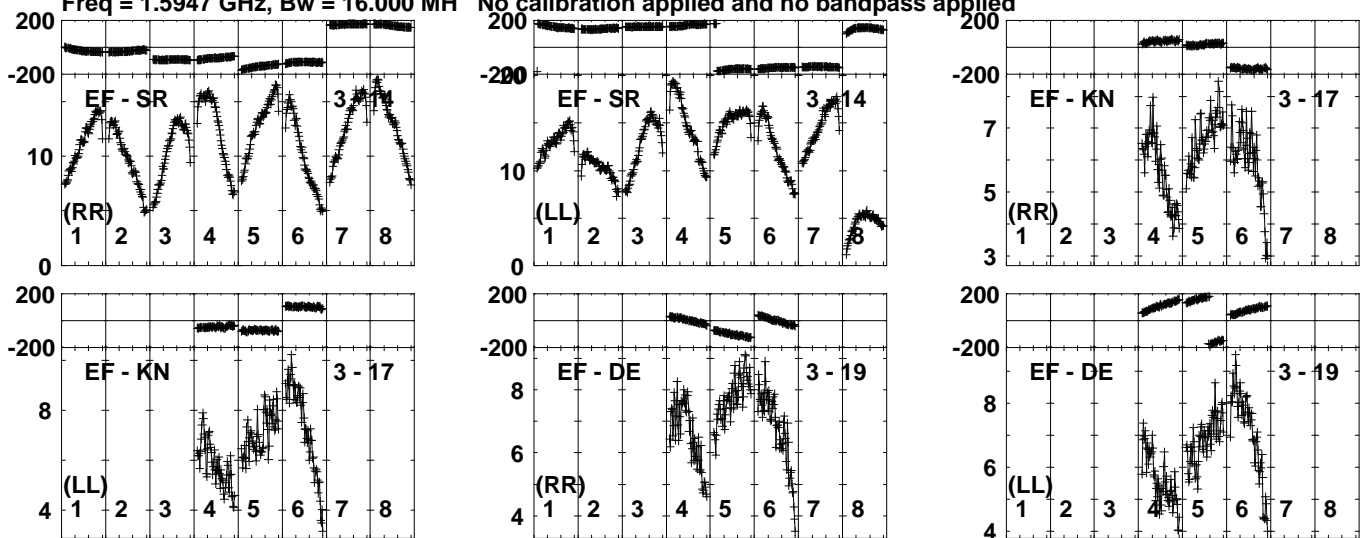 Freq = 1.5947 GHz, Bw = 16.000 MH No calibration applied and no bandpass applied
200
-200
EF - SR 3 - 14
10
(RR)
1 2 3 4 5 6 7 8
0
200
-200
20
EF - SR 3 - 14
10
(LL)
1 2 3 4 5 6 7 8
0
200
-200
EF - KN 3 - 17
7
5
(RR)
1 2 3 4 5 6 7 8
3
200
-200
EF - KN 3 - 17
8
(LL)
1 2 3 4 5 6 7 8
4
200
-200
EF - DE 3 - 19
8
6
(RR)
1 2 3 4 5 6 7 8
4
200
-200
EF - DE 3 - 19
8
6
(LL)
1 2 3 4 5 6 7 8
4